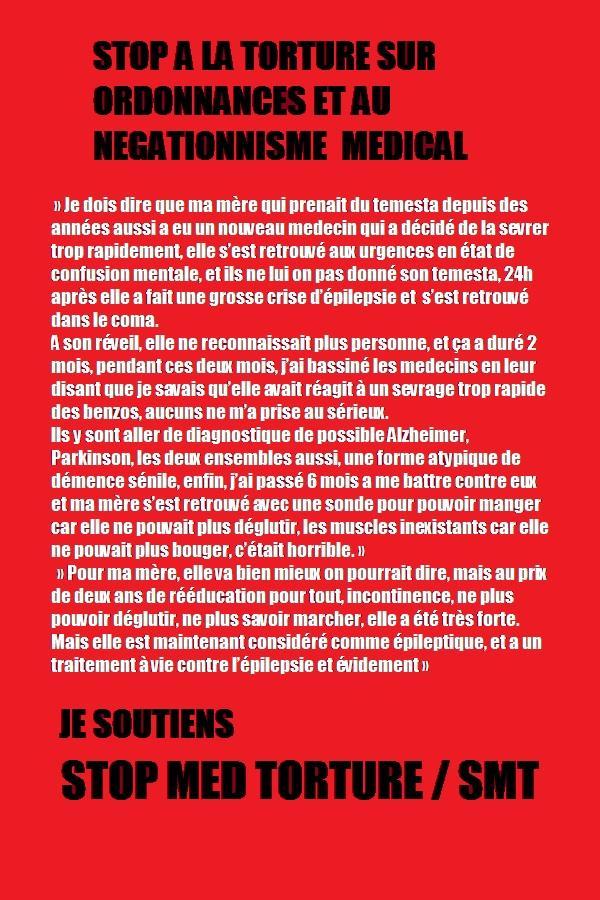 STOP A LA TORTURE SUR
ORDONNANCES ET AU
NEGATIONNISME MEDICAL
» Je dois dire que ma mère qui prenait du temesta depuis des
années aussi a eu un nouveau medecin qui a décidé de la sevrer
trop rapidement, elle s'est retrouvé aux urgences en état de
confusion mentale, et ils ne lui on pas donné son temesta, 24h
après elle a fait une grosse crise d'épilepsie et s'est retrouvé
dans le coma.
A son réveil, elle ne reconnaissait plus personne, et ça a duré 2
mois, pendant ces deux mois, j'ai bassiné les medecins en leur
disant que je savais qu'elle avait réagit à un sevrage trop rapide
des benzos, aucuns ne m'a prise au sérieux.
Ils y sont aller de diagnostique de possible Alzheimer,
Parkinson, les deux ensembles aussi, une forme atypique de
démence sénile, enfin, j'ai passé 6 mois a me battre contre eux
et ma mère s'est retrouvé avec une sonde pour pouvoir manger
car elle ne pouvait plus déglutir, les muscles inexistants car elle
ne pouvait plus bouger, c'était horrible. »
» Pour ma mère, elle va bien mieux on pourrait dire, mais au prix
de deux ans de rééducation pour tout, incontinence, ne plus
pouvoir déglutir, ne plus savoir marcher, elle a été très forte.
Mais elle est maintenant considéré comme épileptique, et a un
traitement à vie contre l'épilepsie et évidement »
JE SOUTIENS
STOP MED TORTURE / SMT